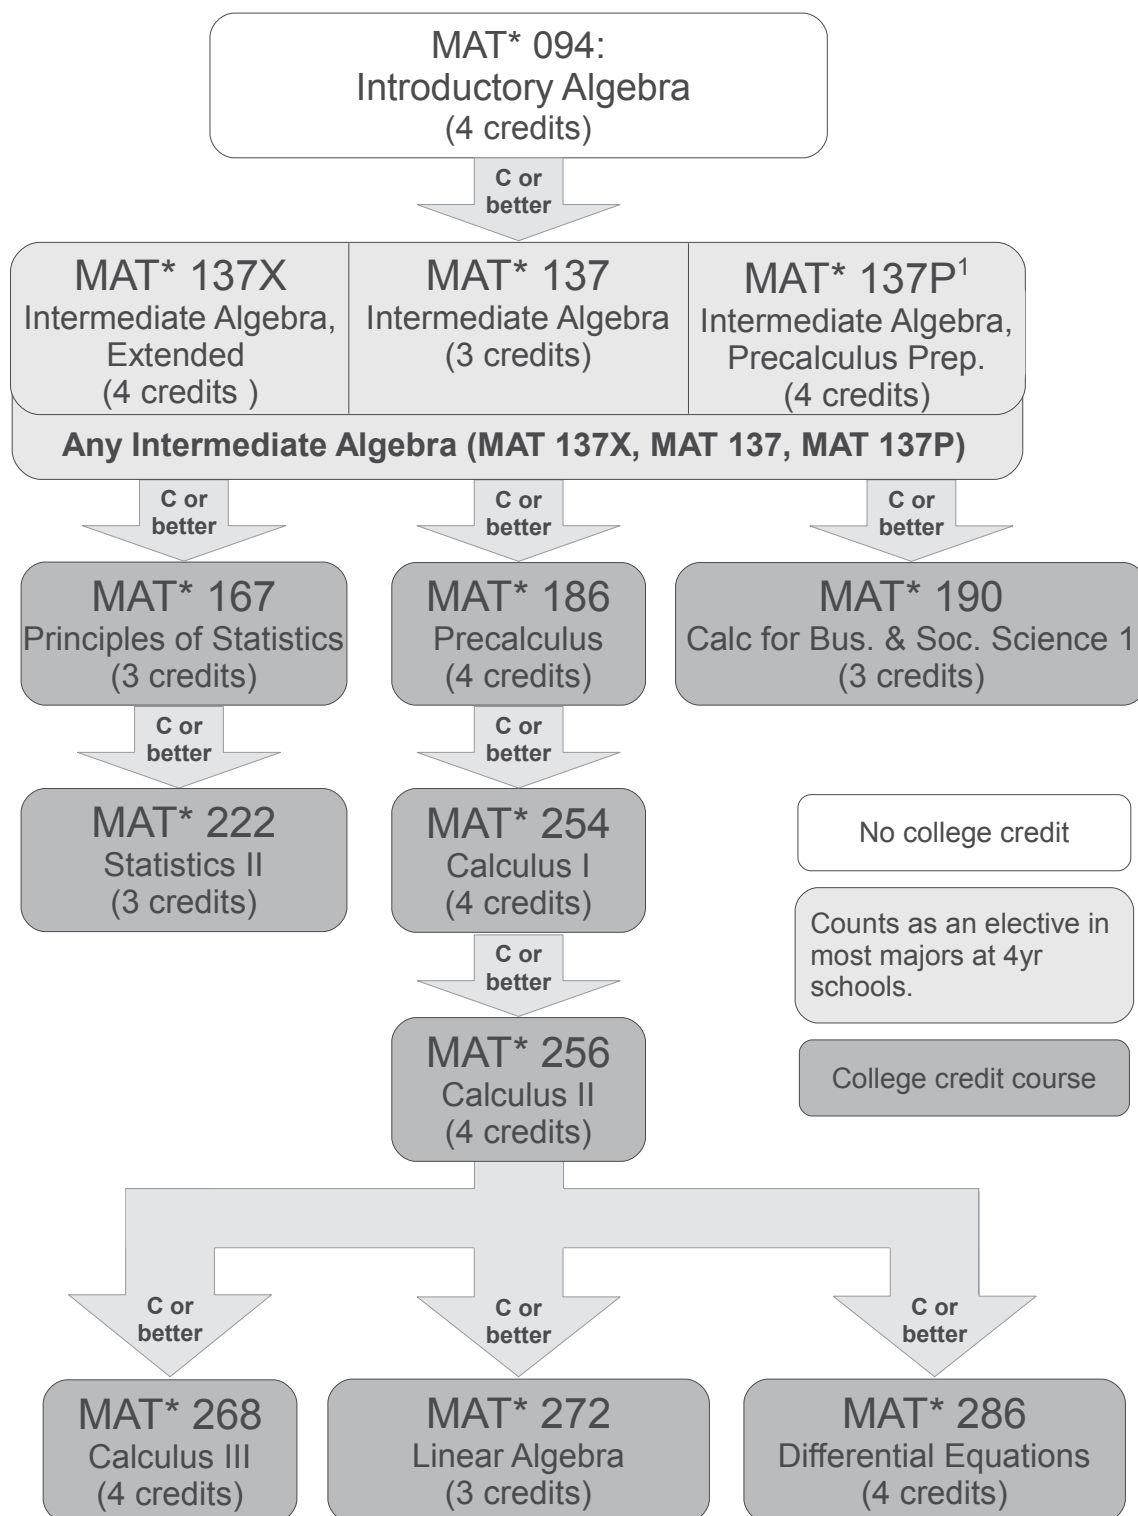 MAT* 094:
Introductory Algebra
(4 credits)
C or
better
MAT* 137X
Intermediate Algebra,
Extended
(4 credits )
MAT* 137
Intermediate Algebra
(3 credits)
MAT* 137P1
Intermediate Algebra,
Precalculus Prep.
(4 credits)
Any Intermediate Algebra (MAT 137X, MAT 137, MAT 137P)
C or
better
C or
better
C or
better
MAT* 167
Principles of Statistics
(3 credits)
MAT* 186
Precalculus
(4 credits)
MAT* 190
Calc for Bus. & Soc. Science 1
(3 credits)
C or
better
C or
better
MAT* 222
Statistics II
(3 credits)
MAT* 254
Calculus I
(4 credits)
No college credit
Counts as an elective in
most majors at 4yr
schools.
College credit course
C or
better
MAT* 256
Calculus II
(4 credits)
C or
better
C or
better
C or
better
MAT* 268
Calculus III
(4 credits)
MAT* 272
Linear Algebra
(3 credits)
MAT* 286
Differential Equations
(4 credits)